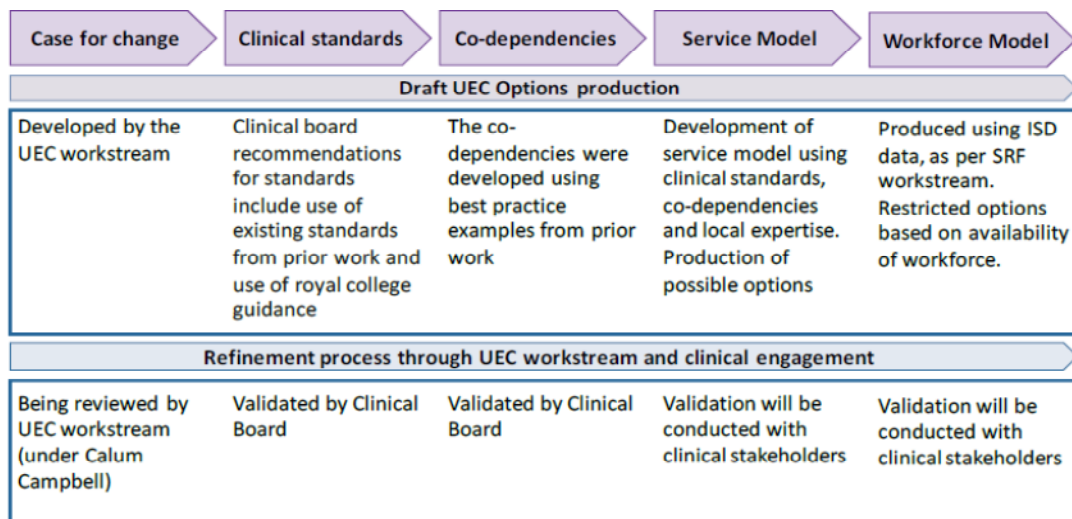 Case for change
Clinical standards
Co-dependencies
Service Model
Workforce Model
Draft UEC Options production
Developed by the
UEC workstream
Clinical board
recommendations
for standards
include use of
existing standards
from prior work and
use of royal college
guidance
The co-
dependencies were
developed using
best practice
examples from prior
work
Development of
service model using
clinical standards,
co-dependencies
and local expertise.
Production of
possible options
Produced using ISD
data, as per SRF
workstream.
Restricted options
based on availability
of workforce.
Refinement process through UEC workstream and clinical engagement
Being reviewed by
UEC workstream
(under Calum
Campbell)
Validated by Clinical
Board
Validated by Clinical
Board
Validation will be
conducted with
clinical stakeholders
Validation will be
conducted with
clinical stakeholders